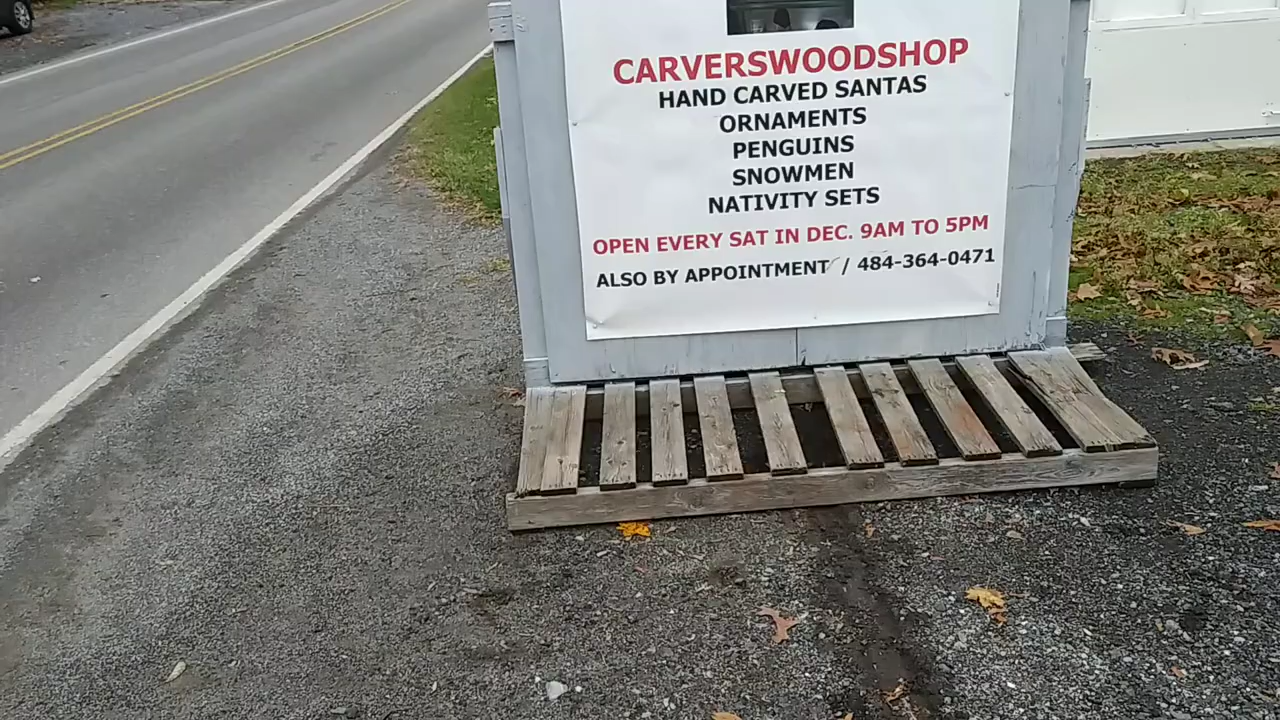 CARVERSWOODSHOP
HAND CARVED SANTAS
ORNAMENTS
PENGUINS
SNOWMEN
NATIVITY SETS
OPEN EVERY SAT IN DEC. 9AM TO 5PM
ALSO BY APPOINTMENT / 484-364-0471